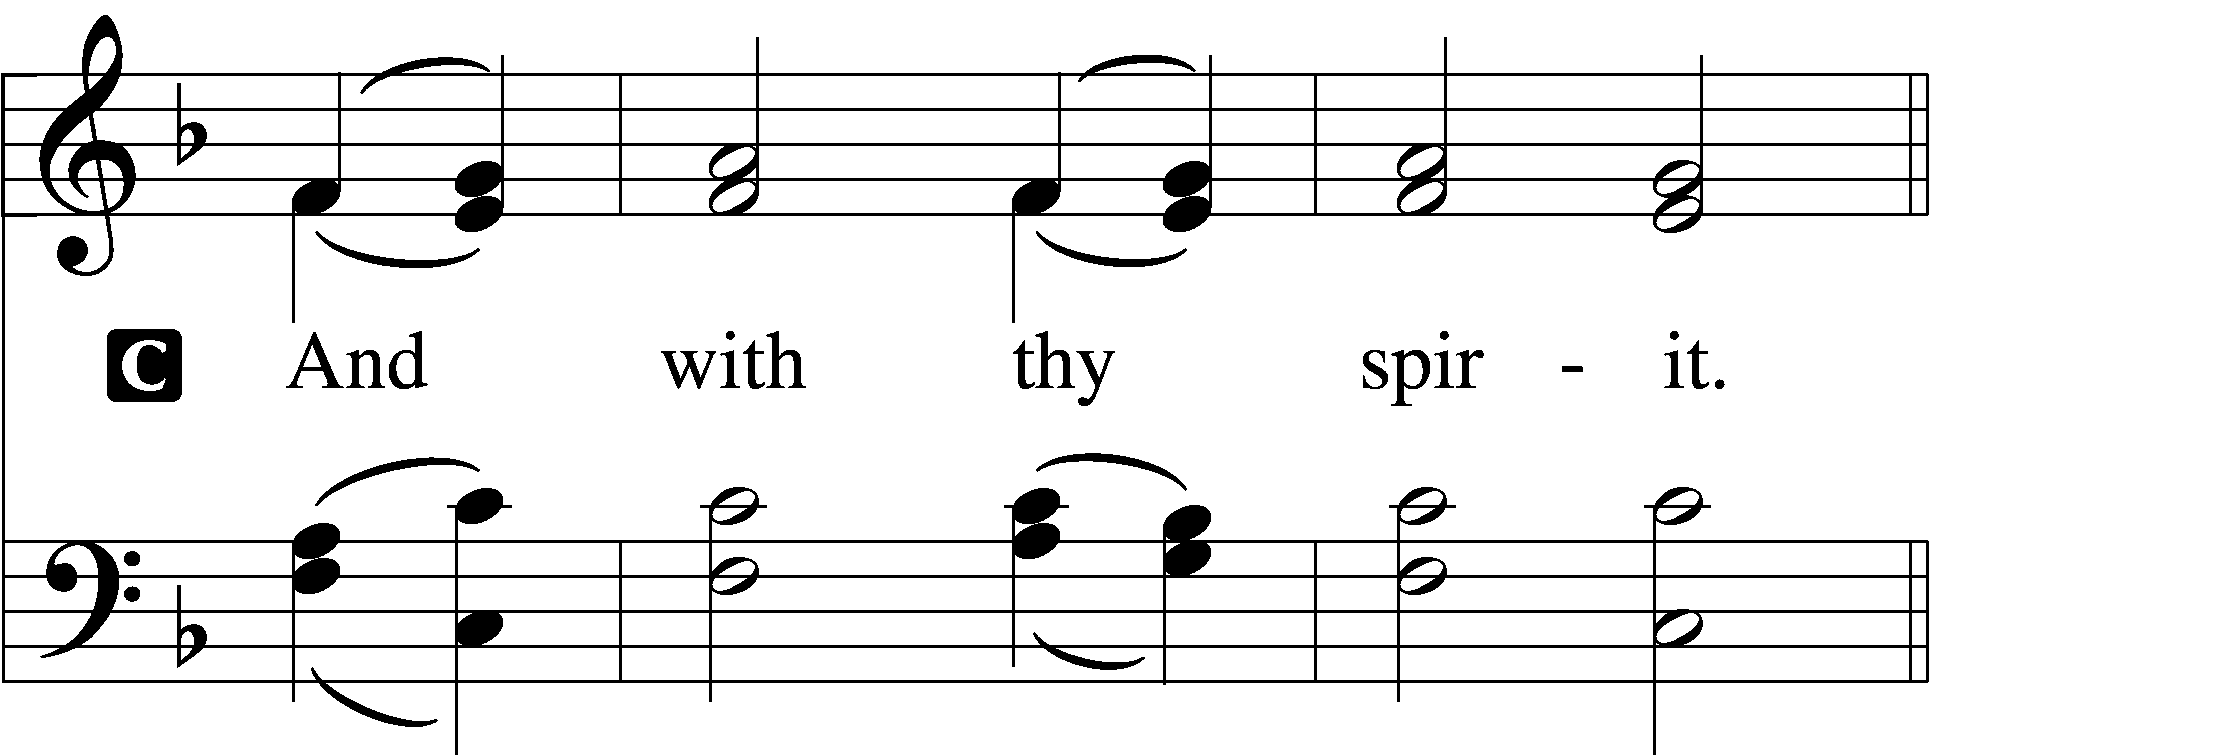 C And with thy spir - it.